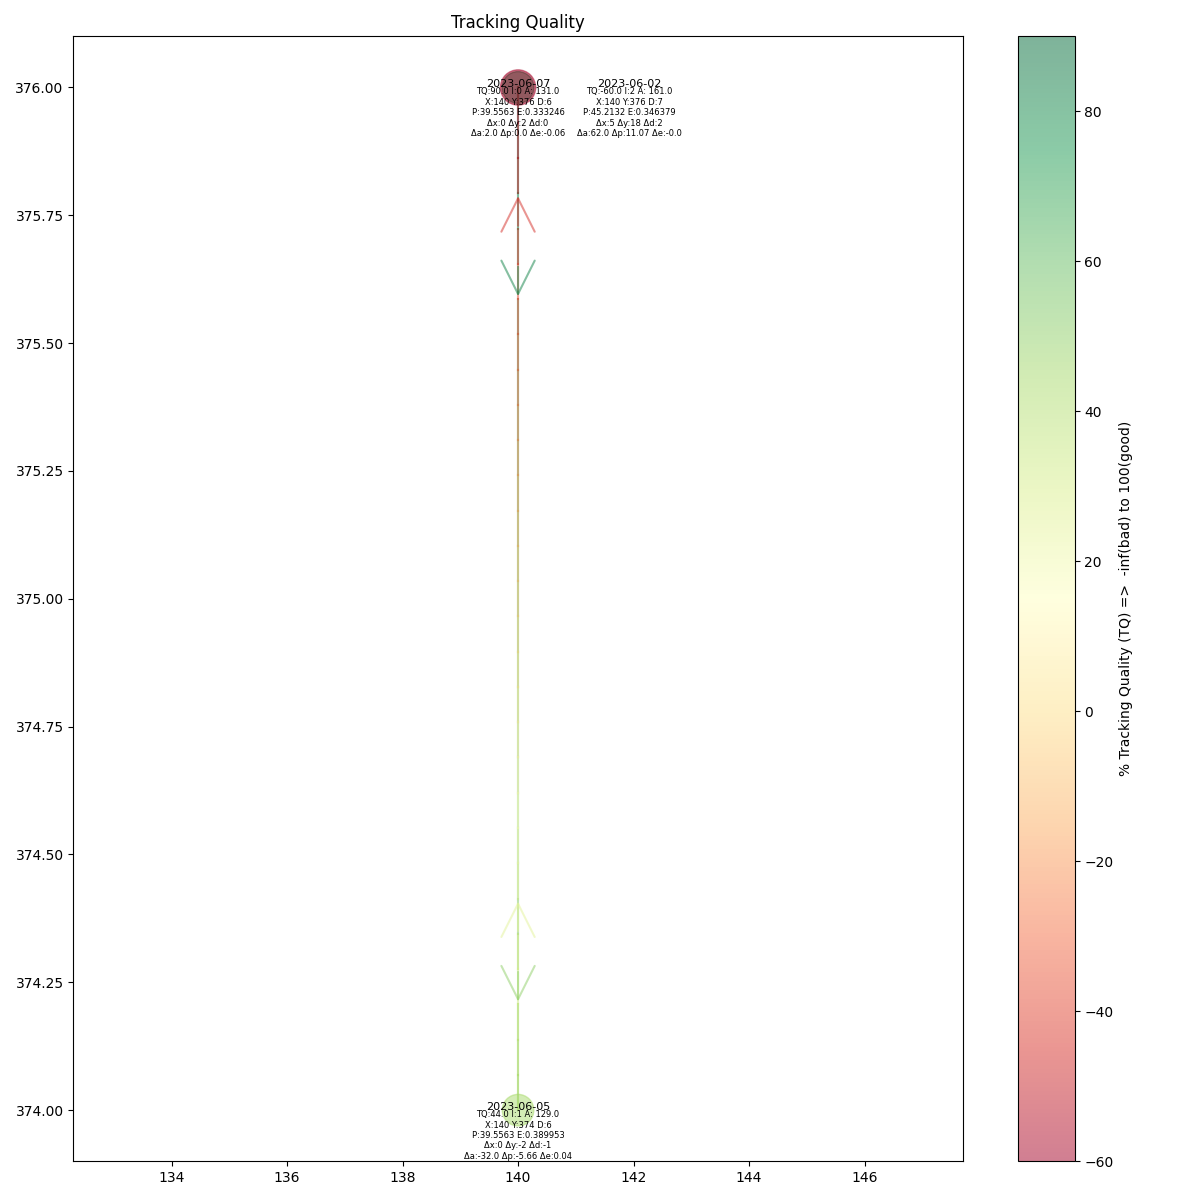 Tracking Quality
376.00
375.75
375.50
375.25
375.00
374.75
374.50
374.25
374.00
2023-06-07
TQ:90.0 I:0 A: 131.0
X:140 Y:376 D:6
P:39.5563 E:0.333246
Δx:0 Δy:2 Δd:0
Δa:2.0 Δp:0.0 Δe:-0.06
2023-06-02
TQ:-60.0 I:2 A: 161.0
X:140 Y:376 D:7
P:45.2132 E:0.346379
Δx:5 Δy:18 Δd:2
Δa:62.0 Δp:11.07 Δe:-0.0
2023-06-05
TQ:44.0 I:1 A: 129.0
X:140 Y:374 D:6
P:39.5563 E:0.389953
Δx:0 Δy:-2 Δd:-1
Δa:-32.0 Δp:-5.66 Δe:0.04
134
136
138
140
142
144
146
80
60
40
20
0
−20
−40
−60
% Tracking Quality (TQ) => -inf(bad) to 100(good)